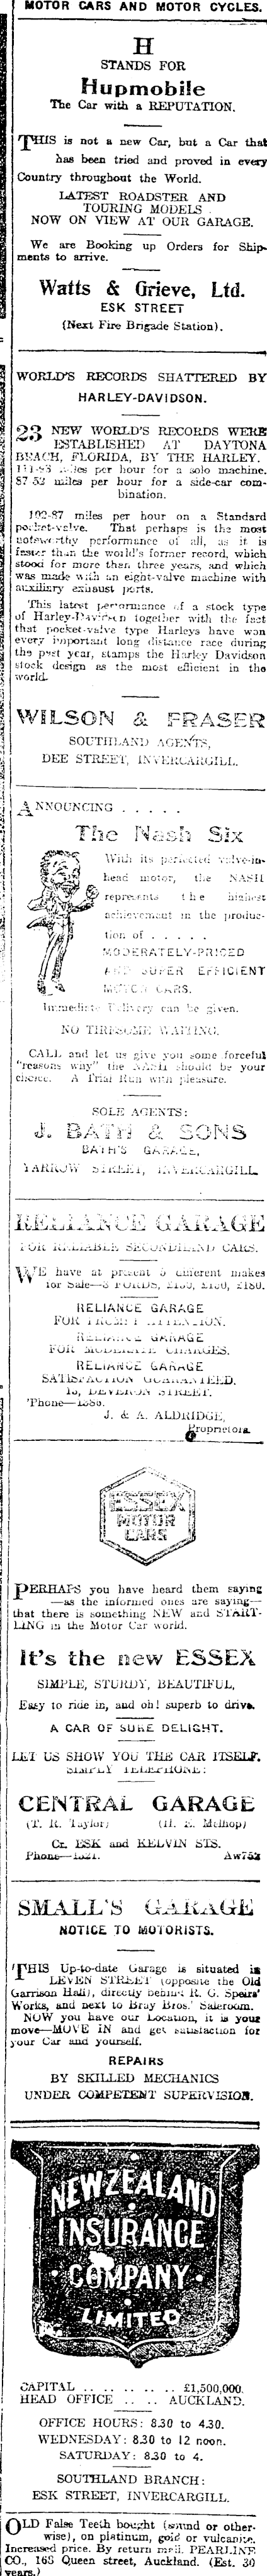 MOTOR CARS AND MOTOR CYCLES.
H
STANDS FOR
Hupmobile
The Car with a REPUTATION.
THIS is not a new Car, but a Car that
has been tried and proved in every
Country throughout the World.
LATEST ROADSTER AND
TOURING MODELS
NOW ON VIEW AT OUR GARAGE.
We are Booking up Orders for Ship-
ments to arrive.
Watts & Grieve, Ltd.
ESK STREET
(Next Fire Brigade Station).
WORLD'S RECORDS SHATTERED BY
HARLEY-DAVIDSON.
23 NEW WORLD'S RECORDS WERE
ESTABLISHED AT DAYTONA
BEACH, FLORIDA, BY THE HARLEY.
miles per hour for a solo machine.
87-52 miles per hour for a side-car com-
bination.
102-87 miles per hour on a Standard
pocket-valve. That perhaps is the most
noteworthy performance of all, as it is
faster than the world's former record, which
stood for more than three years, and which
was made with an eight-valve machine with
auxiliary exhaust ports.
This latest performance of a stock type
of Harley-Davidson together with the fact
that pocket-valve type Harleys have won
every important long distance race during
the past year, stamps the Harley Davidson
stock design as the most efficient in the
world.
WILSON & FRASER
SOUTHLAND AGENTS,
DEE STREET, INVERCARGILL.
ANNOUNCING . . . . .
The Nash Six
With its perfected valve-in-
head motor, the NASH
represents the highest
achievement in the produc-
tion of . . . . . .
MODERATELY-PRICED
AND SUPER EFFICIENT
MOTOR CARS.
Immediate Delivery can be given.
NO TIRESOME WAITING.
CALL and let us give you some forceful
"reasons why" the NASH should be your
choice. A Trial Run with pleasure.
SOLE AGENTS:
J. BATH & SONS
BATH'S GARAGE,
YARROW STREET, INVERCARGILL
RELIANCE GARAGE
FOR RELIABLE SECONDHAND CARS.
WE have at present 5 different makes
for Sale—3 FORDS, £180.
RELIANCE GARAGE
FOR PROMPT ATTENTION.
RELIANCE GARAGE
FOR MODERATE CHARGES.
RELIANCE GARAGE
SATISFACTION GUARANTEED.
DEVERON STREET.
'Phone—
J. & A. ALDRIDGE,
Proprietors.
ESSEX
MOTOR
CARS
PERHAPS you have heard them saying
—as the informed ones are saying—
that there is something NEW and START-
LING in the Motor Car world.
It's the new ESSEX
SIMPLE, STURDY, BEAUTIFUL,
Easy to ride in, and oh! superb to drive.
A CAR OF SURE DELIGHT.
LET US SHOW YOU THE CAR ITSELF.
SIMPLY TELEPHONE:
CENTRAL GARAGE
(T. R. Taylor) (H. E. Melhop)
Cr. ESK and KELVIN STS.
Phone— Aw752
SMALL'S GARAGE
NOTICE TO MOTORISTS.
THIS Up-to-date Garage is situated in
LEVEN STREET (opposite the Old
Garrison Hall), directly behind R. G. Speirs'
Works, and next to Bray Bros.' Saleroom.
NOW you have our Location, it is your
move—MOVE IN and get satisfaction for
your Car and yourself.
REPAIRS
BY SKILLED MECHANICS
UNDER COMPETENT SUPERVISION.
NEW ZEALAND
INSURANCE
COMPANY
LIMITED
CAPITAL .. .. .. .. .. £1,500,000.
HEAD OFFICE .. .. AUCKLAND.
OFFICE HOURS: 8.30 to 4.30.
WEDNESDAY: 8.30 to 12 noon.
SATURDAY: 8.30 to 4.
SOUTHLAND BRANCH:
ESK STREET, INVERCARGILL.
OLD False Teeth bought (sound or other-
wise), on platinum, gold or vulcanite.
Increased price. By return mail. PEARLINE
CO., 163 Queen street, Auckland. (Est. 30
years.)